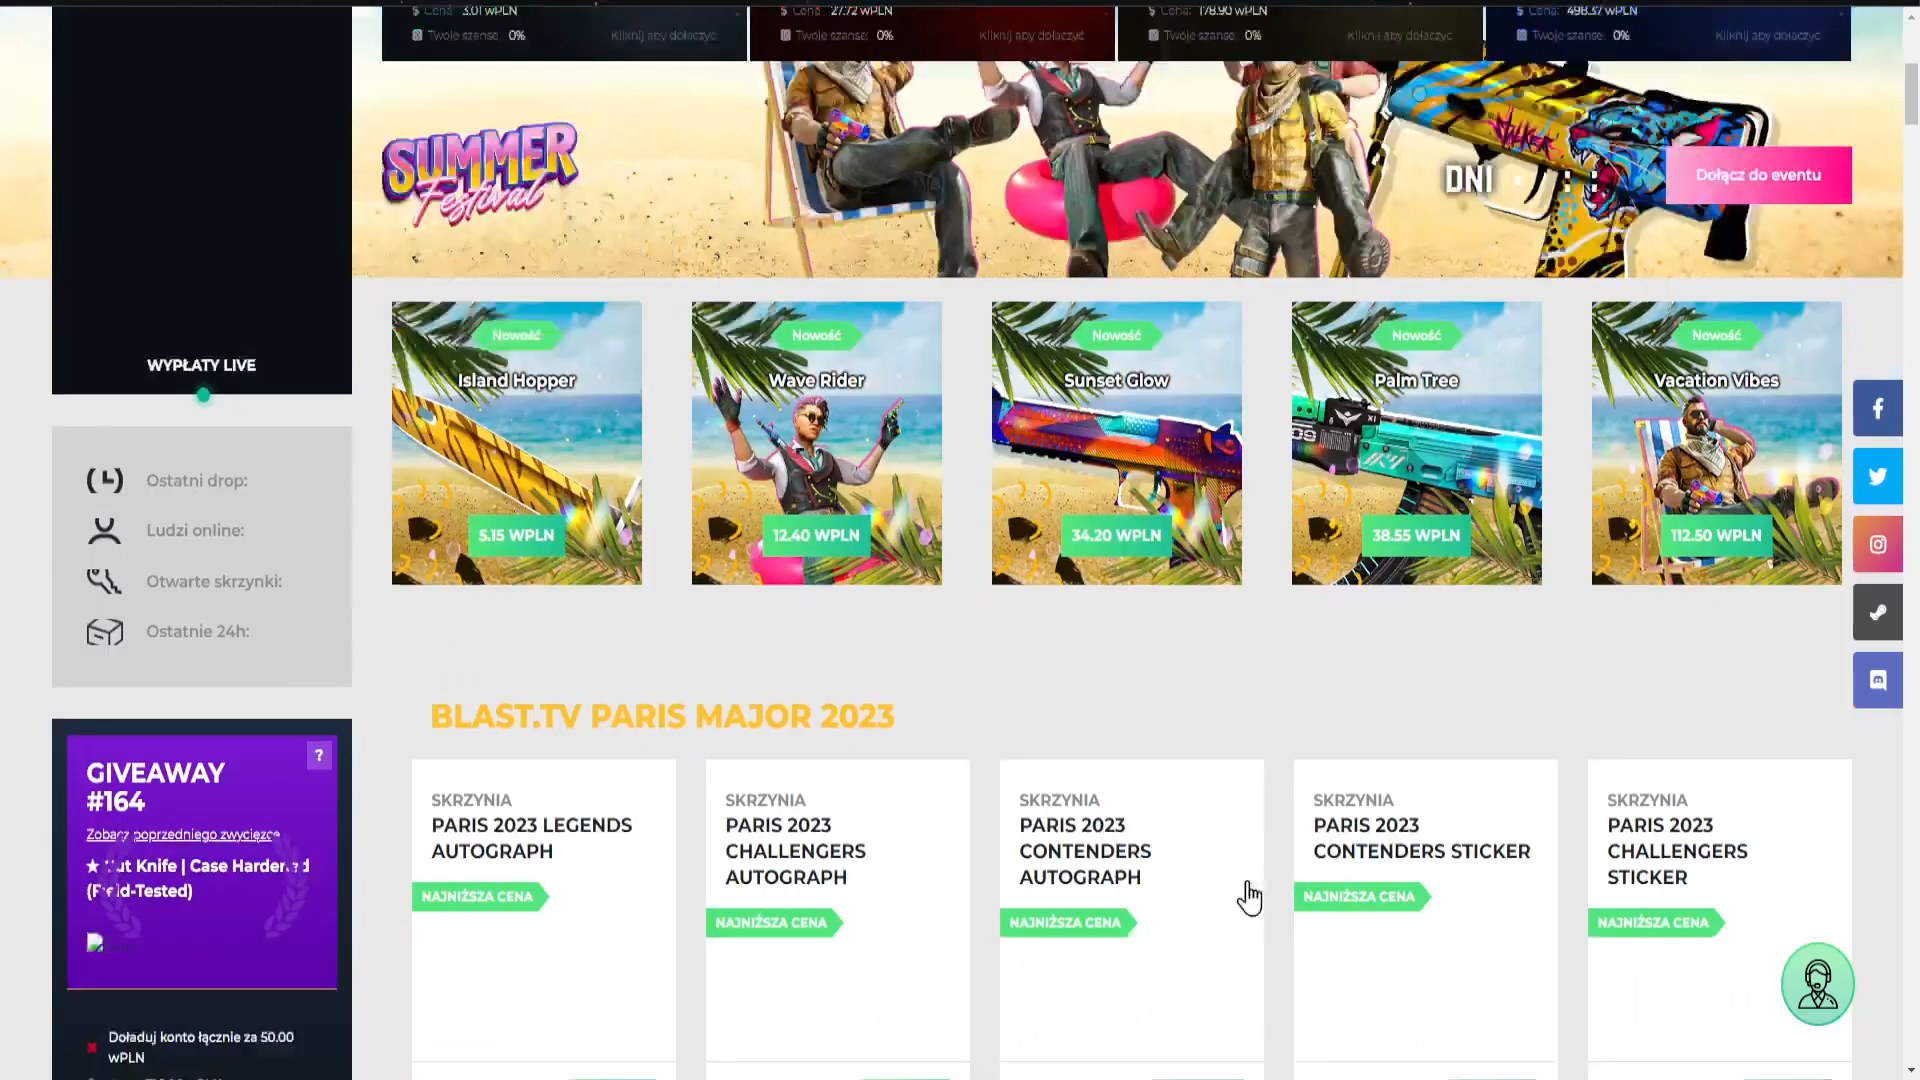 Cena: 3.01 wPLN
Cena: 27.72 wPLN
Cena: 178.90 wPLN
Cena: 498.37 wPLN
Twoje szanse: 0% Kliknij aby dołączyć
Twoje szanse: 0% Kliknij aby dołączyć
Twoje szanse: 0% Kliknij aby dołączyć
Twoje szanse: 0% Kliknij aby dołączyć
SUMMER
Festival
DNI
Dołącz do eventu
WYPŁATY LIVE
Ostatni drop:
Ludzi online:
Otwarte skrzynki:
Ostatnie 24h:
Nowość
Island Hopper
5.15 WPLN
Nowość
Wave Rider
12.40 WPLN
Nowość
Sunset Glow
34.20 WPLN
Nowość
Palm Tree
38.55 WPLN
Nowość
Vacation Vibes
112.50 WPLN
BLAST.TV PARIS MAJOR 2023
SKRZYNIA
PARIS 2023 LEGENDS
AUTOGRAPH
NAJNIŻSZA CENA
SKRZYNIA
PARIS 2023
CHALLENGERS
AUTOGRAPH
NAJNIŻSZA CENA
SKRZYNIA
PARIS 2023
CONTENDERS
AUTOGRAPH
NAJNIŻSZA CENA
SKRZYNIA
PARIS 2023
CONTENDERS STICKER
NAJNIŻSZA CENA
SKRZYNIA
PARIS 2023
CHALLENGERS
STICKER
NAJNIŻSZA CENA
GIVEAWAY
#164
?
Zobacz poprzedniego zwycięzcę
★ Gut Knife | Case Hardened
(Field-Tested)
Doładuj konto łącznie za 50.00
wPLN